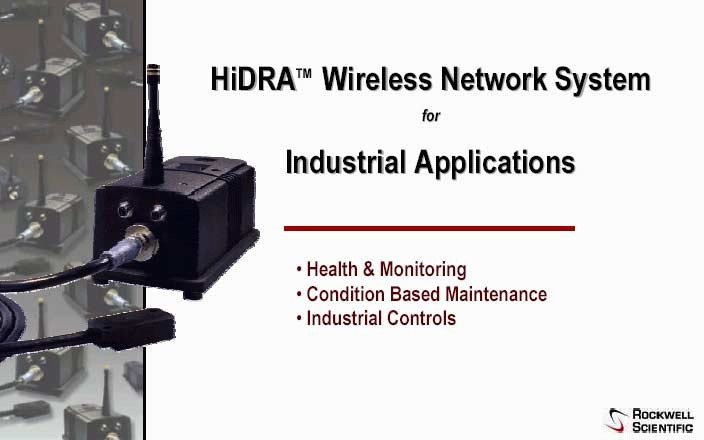 HiDRA™ Wireless Network System
for
Industrial Applications
• Health & Monitoring
• Condition Based Maintenance
• Industrial Controls
ROCKWELL
SCIENTIFIC